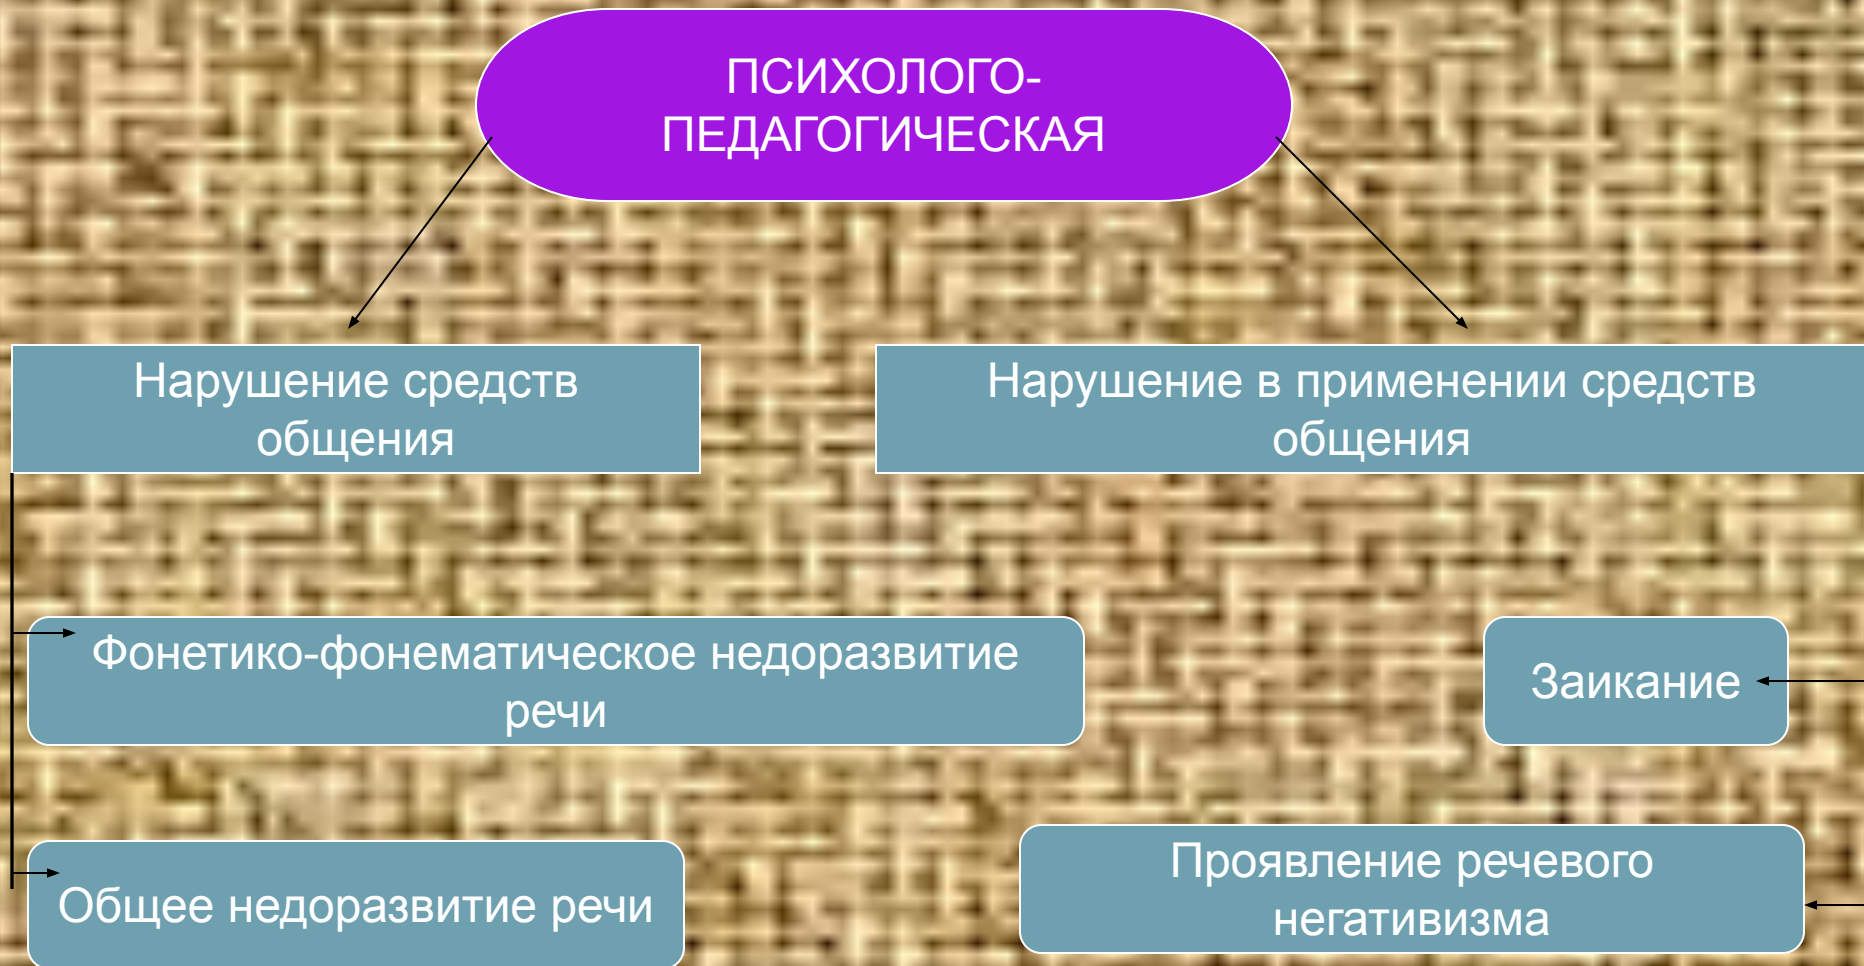 ПСИХОЛОГО-
ПЕДАГОГИЧЕСКАЯ
Нарушение средств
общения
Нарушение в применении средств
общения
Фонетико-фонематическое недоразвитие
речи
Заикание
Общее недоразвитие речи
Проявление речевого
негативизма